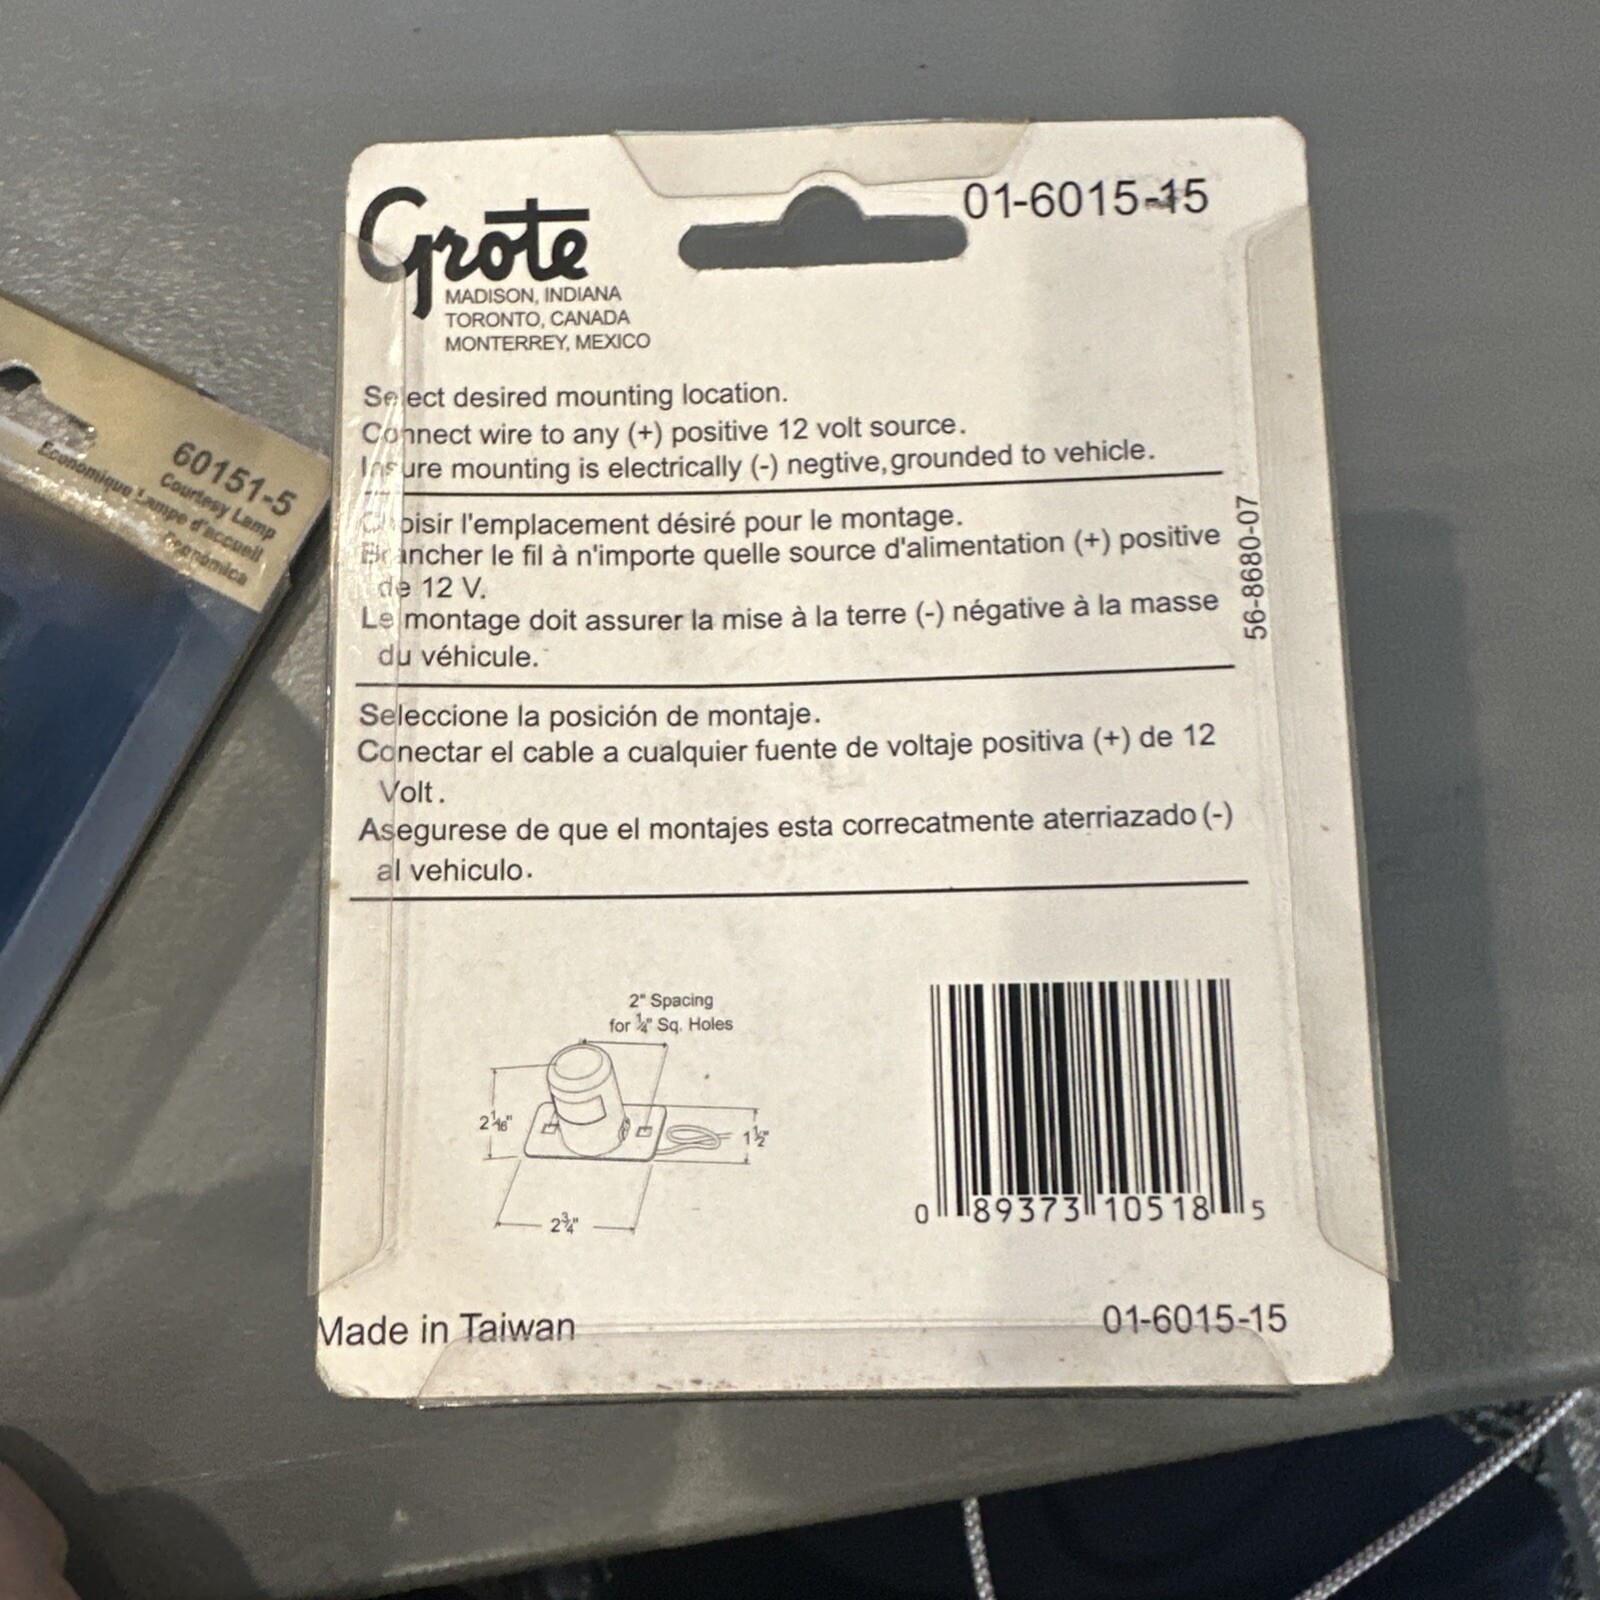 Grote
MADISON, INDIANA
TORONTO, CANADA
MONTERREY, MEXICO
01-6015-15
Select desired mounting location.
Connect wire to any (+) positive 12 volt source.
Insure mounting is electrically (-) negtive, grounded to vehicle.
Choisir l'emplacement désiré pour le montage.
Brancher le fil à n'importe quelle source d'alimentation (+) positive
de 12 V.
Le montage doit assurer la mise à la terre (-) négative à la masse
du véhicule.
Seleccione la posición de montaje.
Conectar el cable a cualquier fuente de voltaje positiva (+) de 12
Volt.
Asegurese de que el montajes esta correcatmente aterriazado (-)
al vehiculo.
56-8680-07
2" Spacing
for ¼" Sq. Holes
2 1/16"
1½"
2¾"
0 89373 10518 5
Made in Taiwan
01-6015-15
60151-5
Courtesy Lamp
Économique Lampe d'accueil
Económica